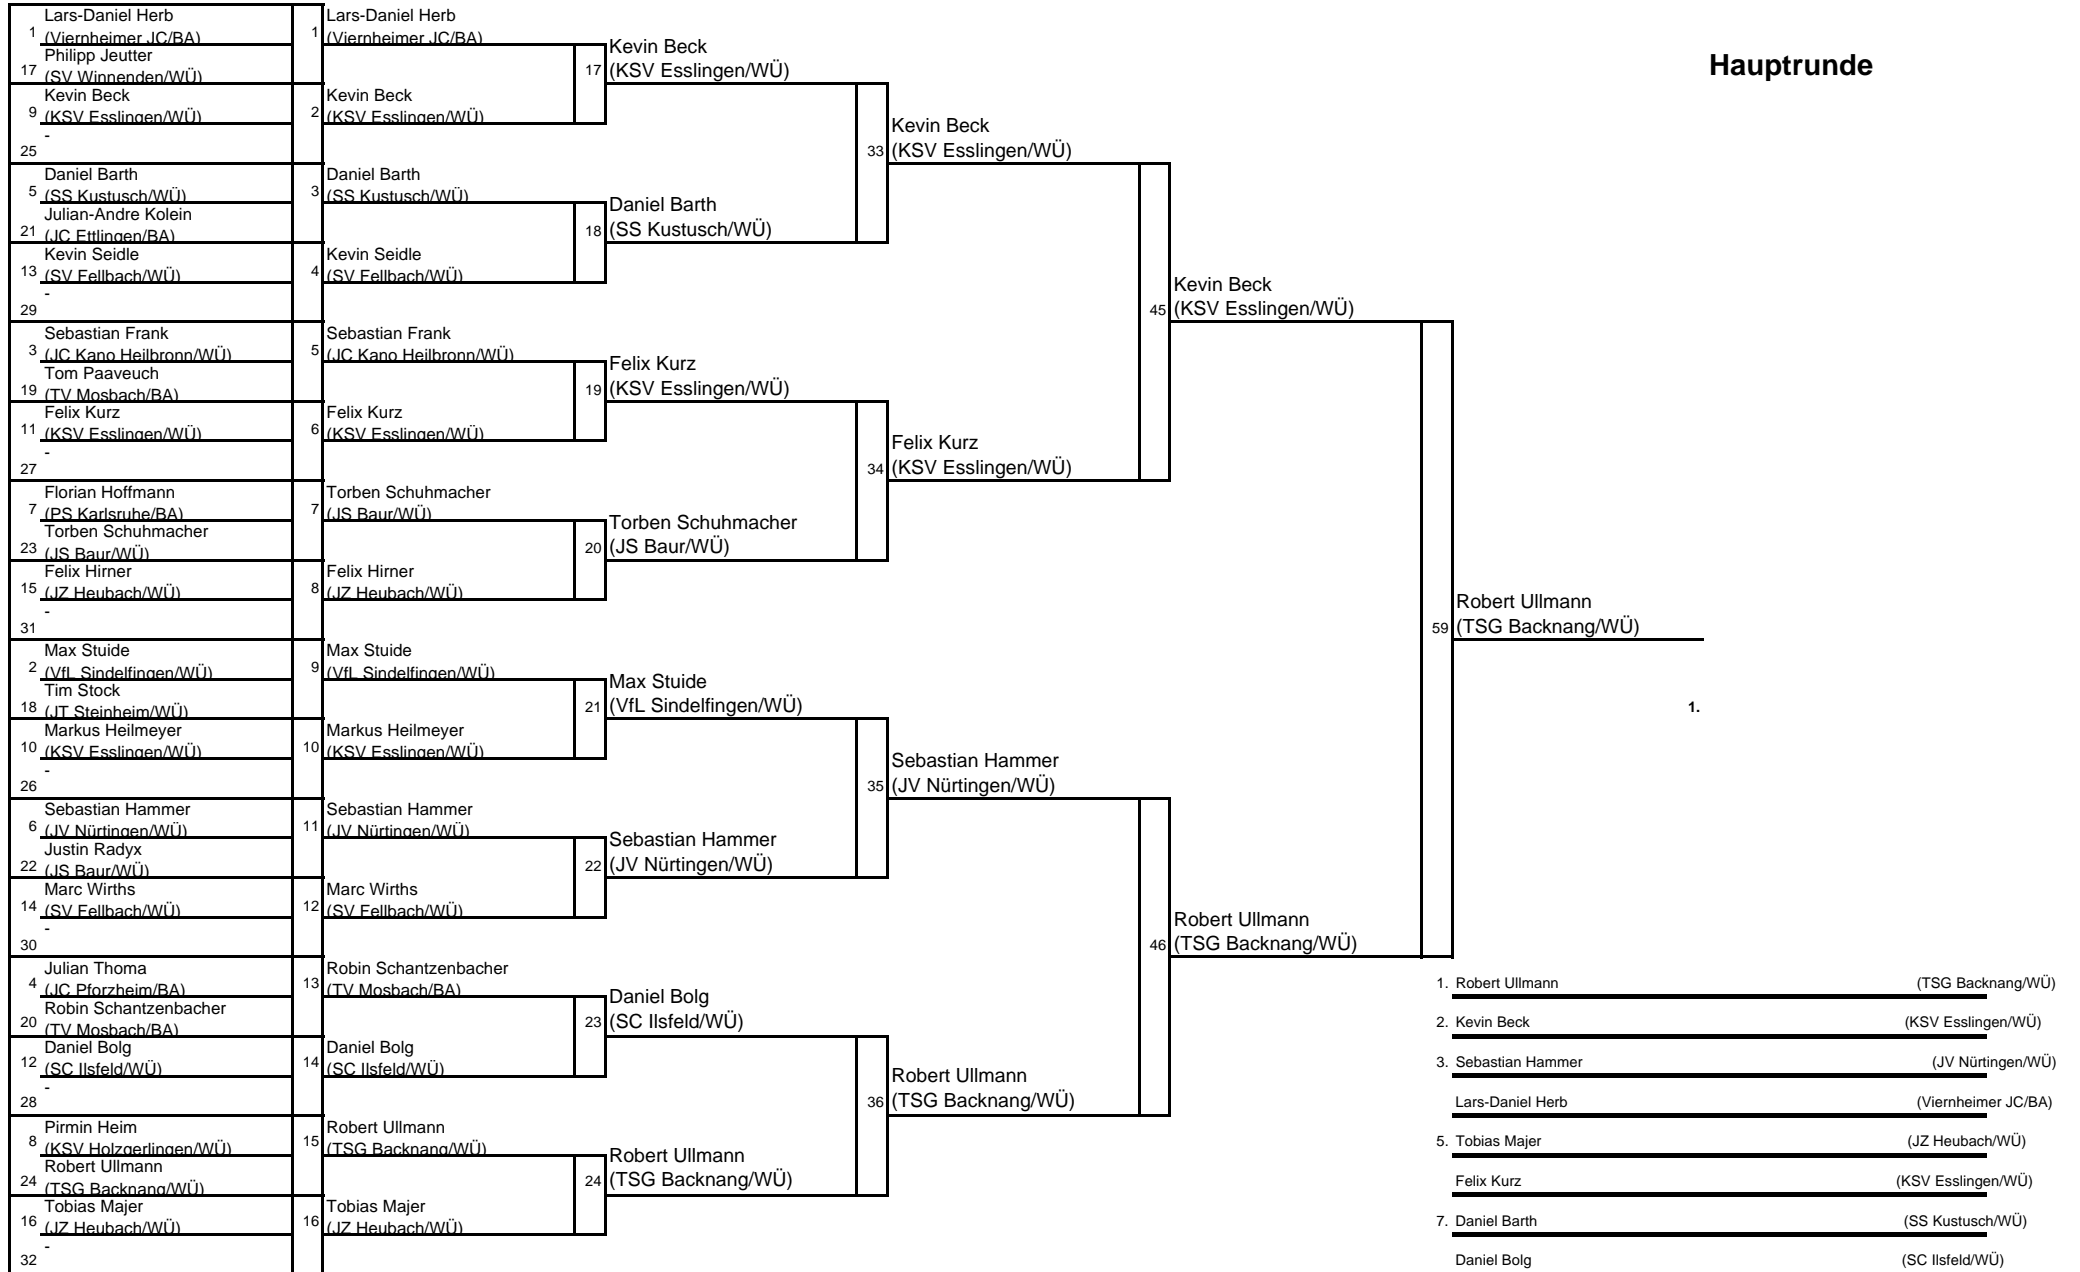 Hauptrunde
1 Lars-Daniel Herb
(Viernheimer JC/BA)
17 Philipp Jeutter
(SV Winnenden/WÜ)
9 Kevin Beck
(KSV Esslingen/WÜ)
25 -
5 Daniel Barth
(SS Kustusch/WÜ)
21 Julian-Andre Kolein
(JC Ettlingen/BA)
13 Kevin Seidle
(SV Fellbach/WÜ)
29 -
3 Sebastian Frank
(JC Kano Heilbronn/WÜ)
19 Tom Paaveuch
(TV Mosbach/BA)
11 Felix Kurz
(KSV Esslingen/WÜ)
27 -
7 Florian Hoffmann
(PS Karlsruhe/BA)
23 Torben Schuhmacher
(JS Baur/WÜ)
15 Felix Hirner
(JZ Heubach/WÜ)
31 -
2 Max Stuide
(VfL Sindelfingen/WÜ)
18 Tim Stock
(JT Steinheim/WÜ)
10 Markus Heilmeyer
(KSV Esslingen/WÜ)
26 -
6 Sebastian Hammer
(JV Nürtingen/WÜ)
22 Justin Radyx
(JS Baur/WÜ)
14 Marc Wirths
(SV Fellbach/WÜ)
30 -
4 Julian Thoma
(JC Pforzheim/BA)
20 Robin Schantzenbacher
(TV Mosbach/BA)
12 Daniel Bolg
(SC Ilsfeld/WÜ)
28 -
8 Pirmin Heim
(KSV Holzgerlingen/WÜ)
24 Robert Ullmann
(TSG Backnang/WÜ)
16 Tobias Majer
(JZ Heubach/WÜ)
32 -
1 Lars-Daniel Herb
(Viernheimer JC/BA)
2 Kevin Beck
(KSV Esslingen/WÜ)
3 Daniel Barth
(SS Kustusch/WÜ)
4 Kevin Seidle
(SV Fellbach/WÜ)
5 Sebastian Frank
(JC Kano Heilbronn/WÜ)
6 Felix Kurz
(KSV Esslingen/WÜ)
7 Torben Schuhmacher
(JS Baur/WÜ)
8 Felix Hirner
(JZ Heubach/WÜ)
9 Max Stuide
(VfL Sindelfingen/WÜ)
10 Markus Heilmeyer
(KSV Esslingen/WÜ)
11 Sebastian Hammer
(JV Nürtingen/WÜ)
12 Marc Wirths
(SV Fellbach/WÜ)
13 Robin Schantzenbacher
(TV Mosbach/BA)
14 Daniel Bolg
(SC Ilsfeld/WÜ)
15 Robert Ullmann
(TSG Backnang/WÜ)
16 Tobias Majer
(JZ Heubach/WÜ)
Kevin Beck
17 (KSV Esslingen/WÜ)
Daniel Barth
18 (SS Kustusch/WÜ)
Felix Kurz
19 (KSV Esslingen/WÜ)
Torben Schuhmacher
20 (JS Baur/WÜ)
Max Stuide
21 (VfL Sindelfingen/WÜ)
Sebastian Hammer
22 (JV Nürtingen/WÜ)
Daniel Bolg
23 (SC Ilsfeld/WÜ)
Robert Ullmann
24 (TSG Backnang/WÜ)
Kevin Beck
33 (KSV Esslingen/WÜ)
Felix Kurz
34 (KSV Esslingen/WÜ)
Sebastian Hammer
35 (JV Nürtingen/WÜ)
Robert Ullmann
36 (TSG Backnang/WÜ)
Kevin Beck
45 (KSV Esslingen/WÜ)
Robert Ullmann
46 (TSG Backnang/WÜ)
Robert Ullmann
59 (TSG Backnang/WÜ)
1.
1. Robert Ullmann (TSG Backnang/WÜ)
2. Kevin Beck (KSV Esslingen/WÜ)
3. Sebastian Hammer (JV Nürtingen/WÜ)
Lars-Daniel Herb (Viernheimer JC/BA)
5. Tobias Majer (JZ Heubach/WÜ)
Felix Kurz (KSV Esslingen/WÜ)
7. Daniel Barth (SS Kustusch/WÜ)
Daniel Bolg (SC Ilsfeld/WÜ)